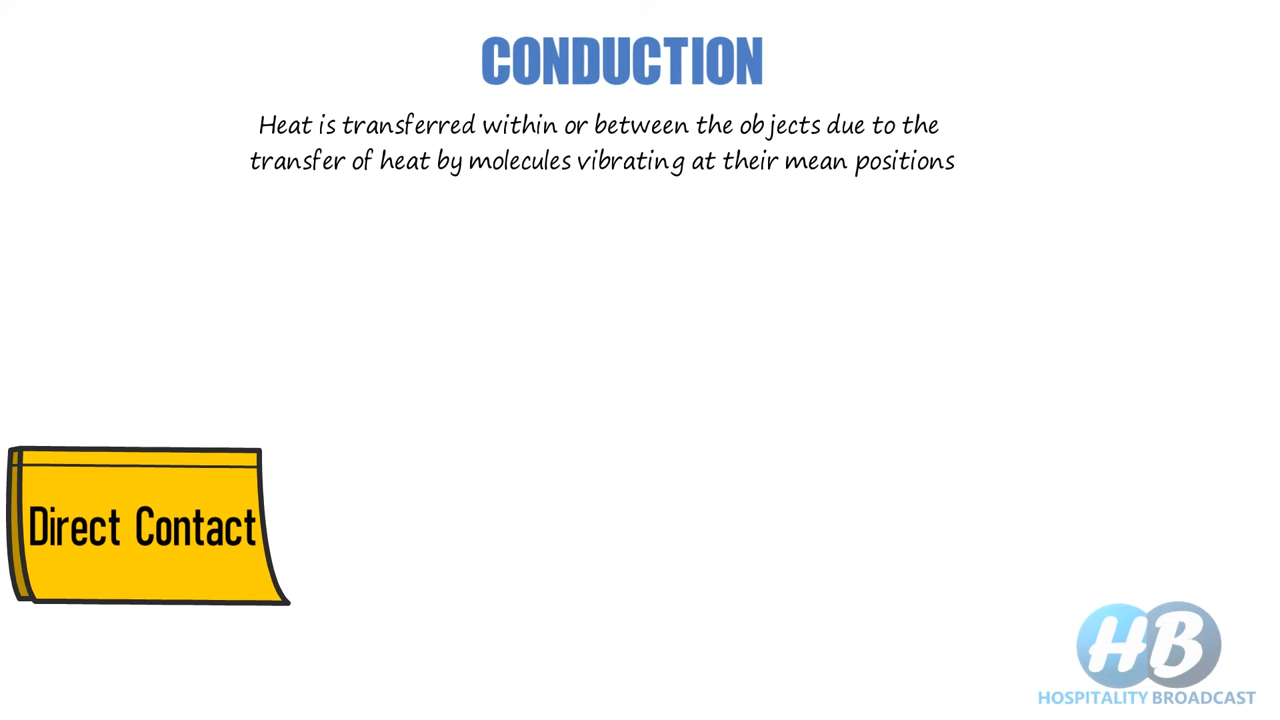 CONDUCTION
Heat is transferred within or between the objects due to the
transfer of heat by molecules vibrating at their mean positions
Direct Contact
HB
HOSPITALITY BROADCAST